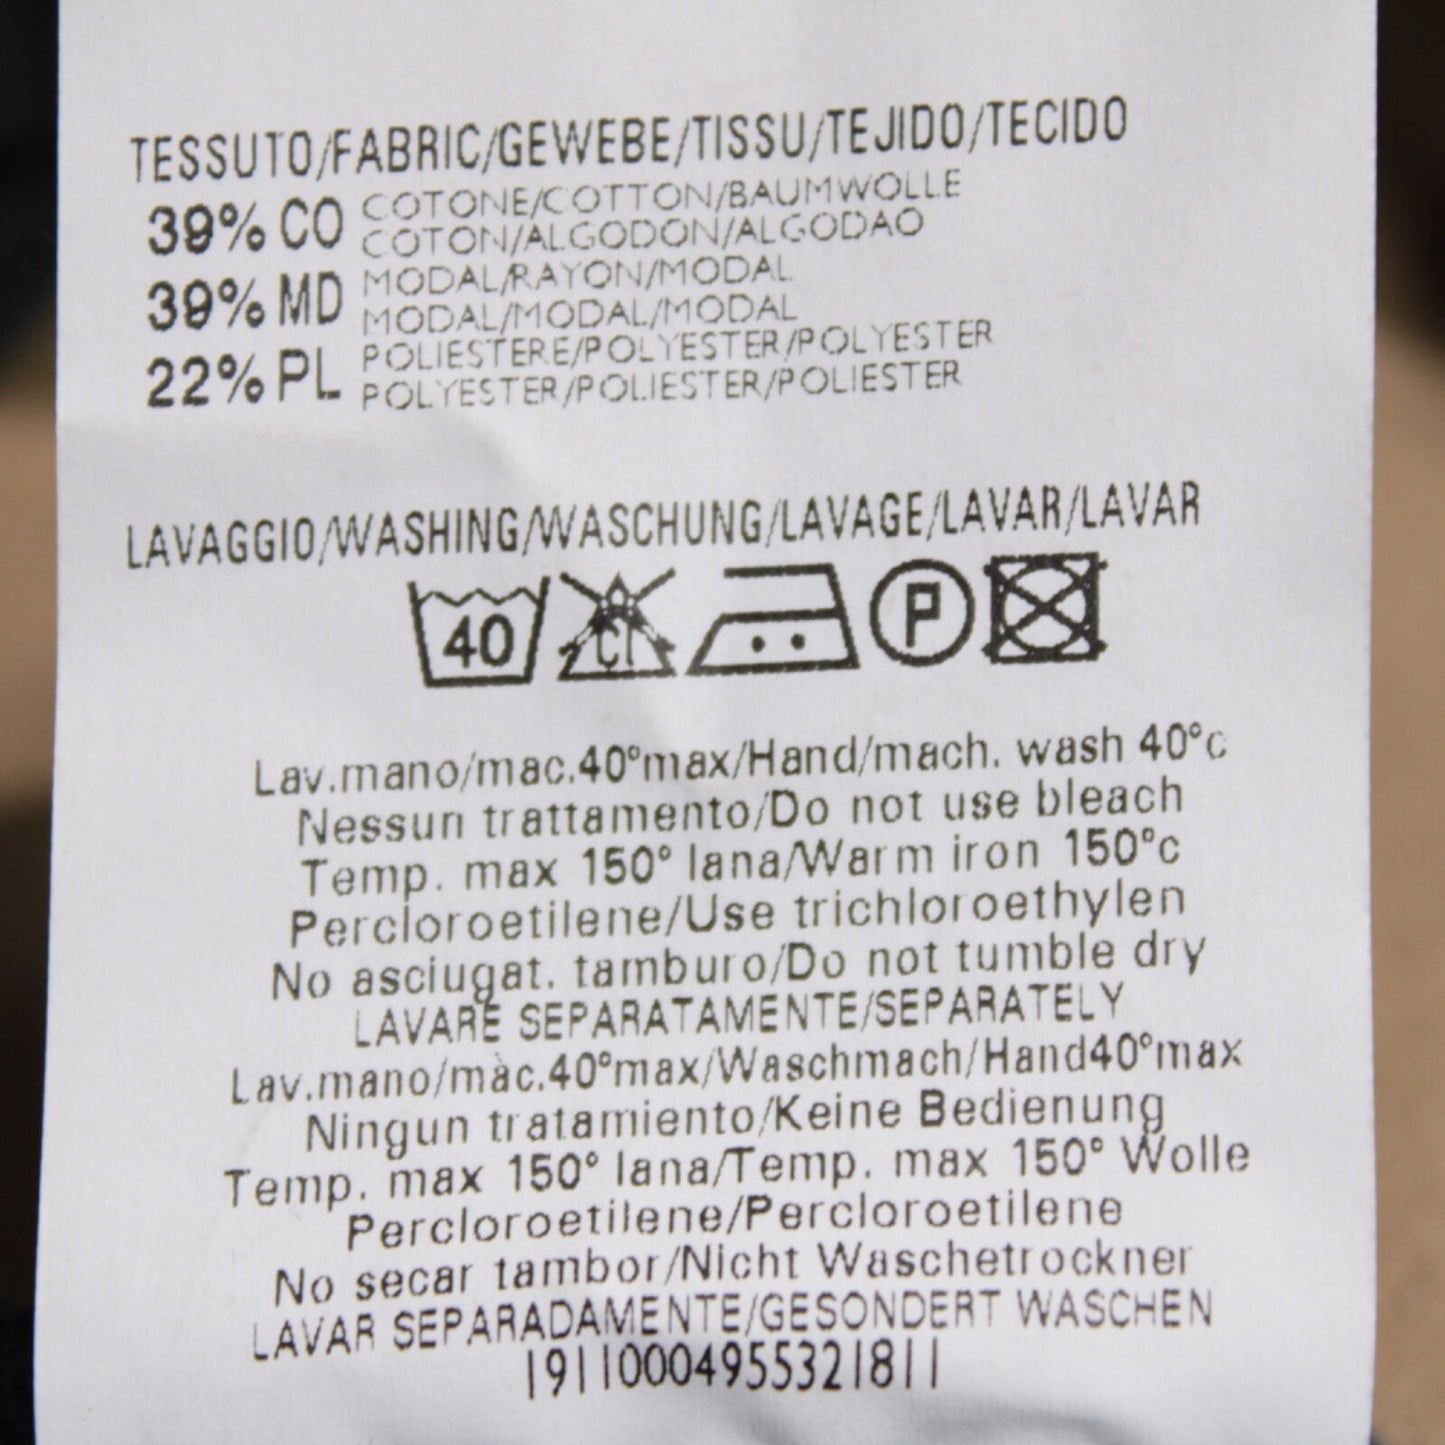 TESSUTO/FABRIC/GEWEBE/TISSU/TEJIDO/TECIDO
39% CO COTONE/COTTON/BAUMWOLLE
COTON/ALGODON/ALGODAO
39% MD MODAL/RAYON/MODAL
MODAL/MODAL/MODAL
22% PL POLIESTERE/POLYESTER/POLYESTER
POLYESTER/POLIESTER/POLIESTER
LAVAGGIO/WASHING/WASCHUNG/LAVAGE/LAVAR/LAVAR
40 Cl P
Lav.mano/mac.40°max/Hand/mach. wash 40°c
Nessun trattamento/Do not use bleach
Temp. max 150° lana/Warm iron 150°c
Percloroetilene/Use trichloroethylen
No asciugat. tamburo/Do not tumble dry
LAVARE SEPARATAMENTE/SEPARATELY
Lav.mano/mac.40°max/Waschmach/Hand40°max
Ningun tratamiento/Keine Bedienung
Temp. max 150° lana/Temp. max 150° Wolle
Percloroetilene/Percloroetilene
No secar tambor/Nicht Waschetrockner
LAVAR SEPARADAMENTE/GESONDERT WASCHEN
1911000495532181​1